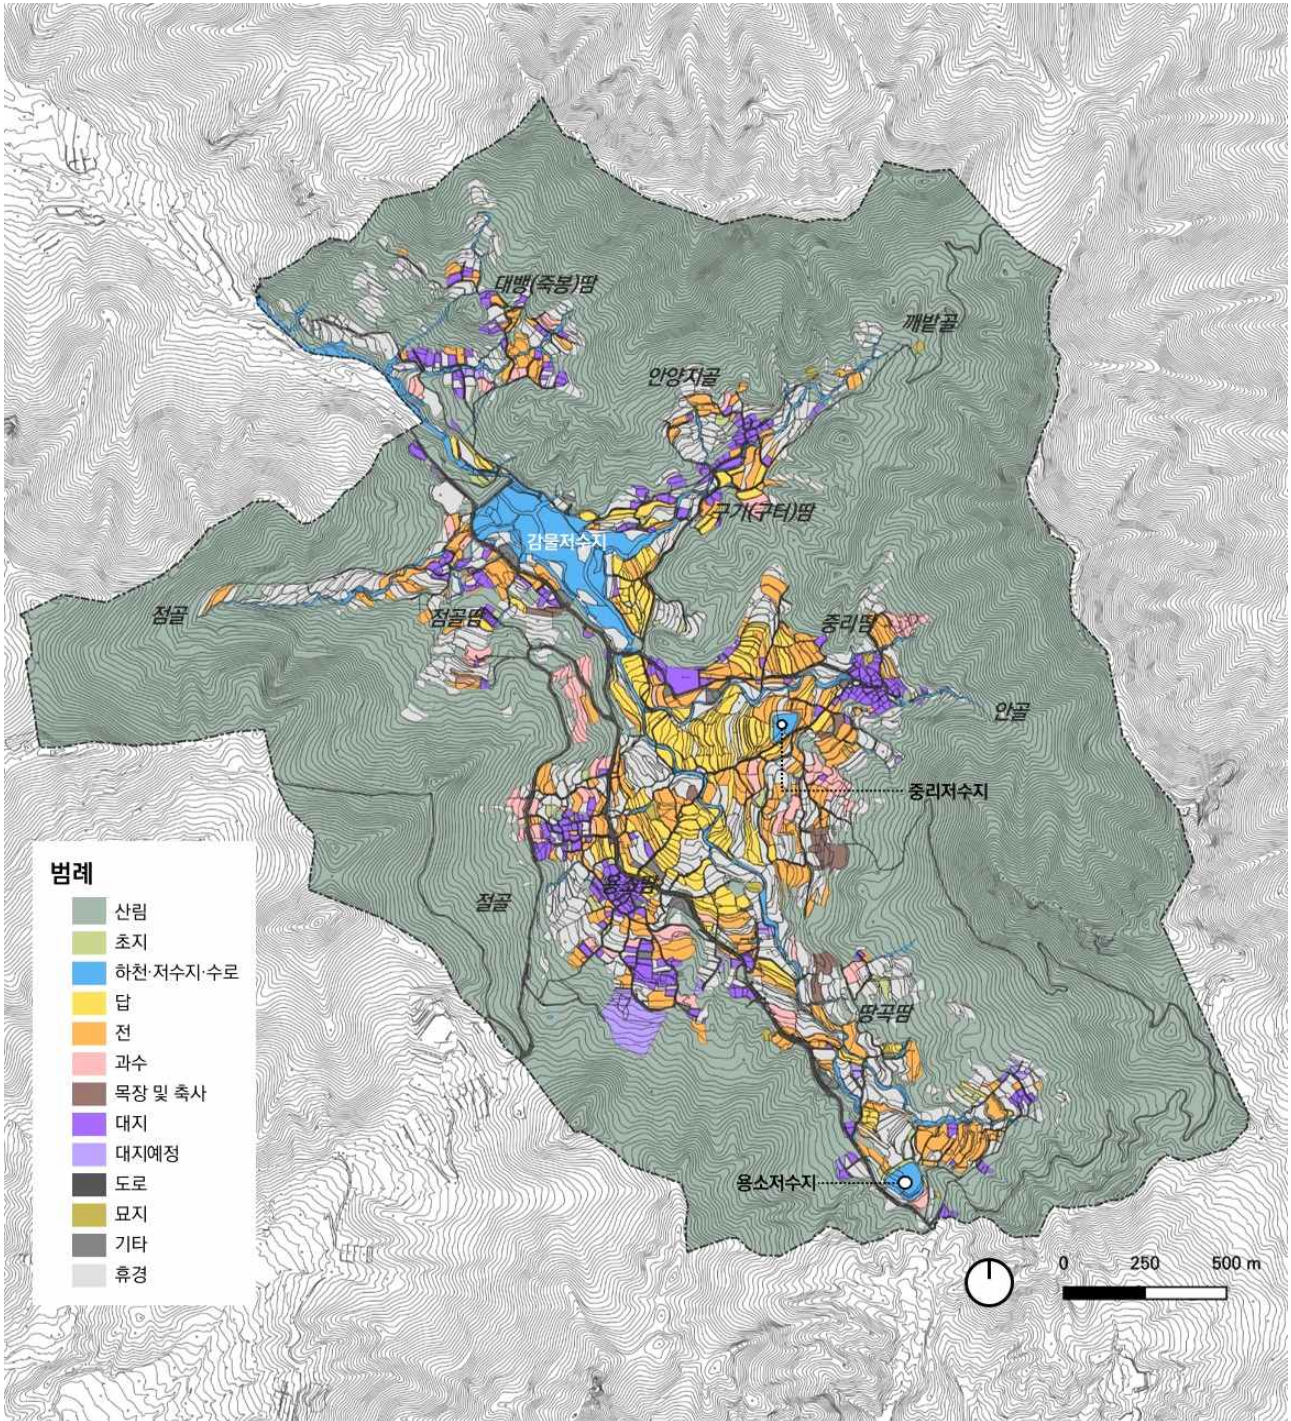 대뱅(죽봉)땀
깨밭골
안양지골
구기(구터)땀
감물저수지
점골
점골땀
중리땀
안골
중리저수지
용소땀
절골
땅곡땀
용소저수지
범례
산림
초지
하천·저수지·수로
답
전
과수
목장 및 축사
대지
대지예정
도로
묘지
기타
휴경
0 250 500 m